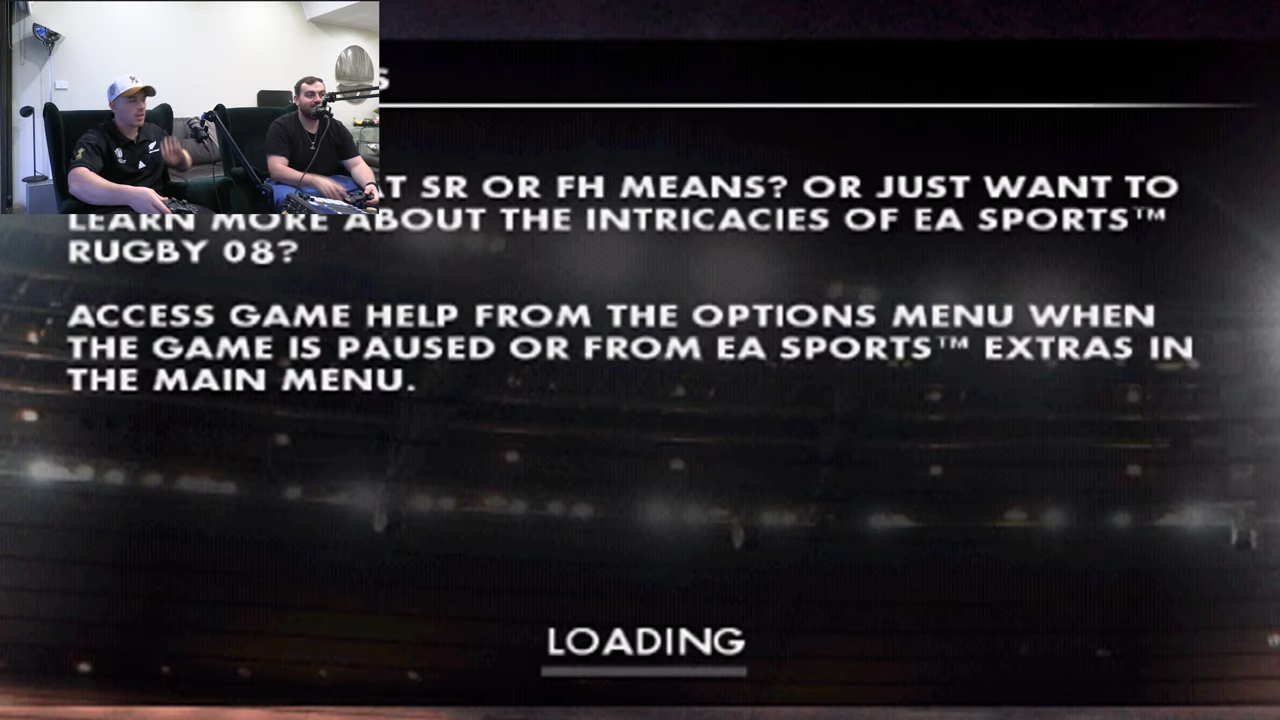 SR OR FH MEANS? OR JUST WANT TO
LEARN MORE ABOUT THE INTRICACIES OF EA SPORTS™
RUGBY 08?
ACCESS GAME HELP FROM THE OPTIONS MENU WHEN
THE GAME IS PAUSED OR FROM EA SPORTS™ EXTRAS IN
THE MAIN MENU.
LOADING